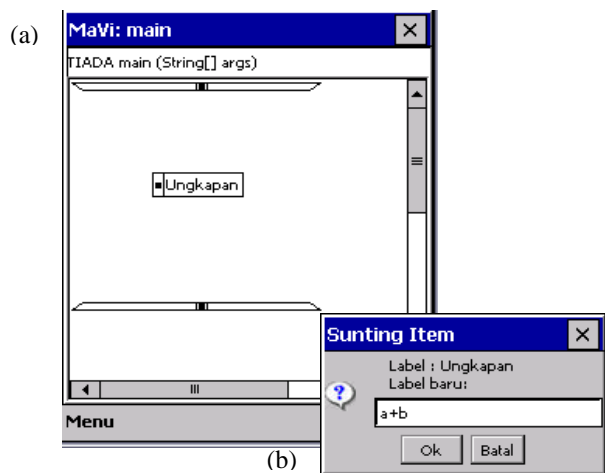 (a)
MaVi: main
TIADA main (String[] args)
Ungkapan
Menu
Sunting Item
Label : Ungkapan
Label baru:
a+b
Ok Batal
(b)